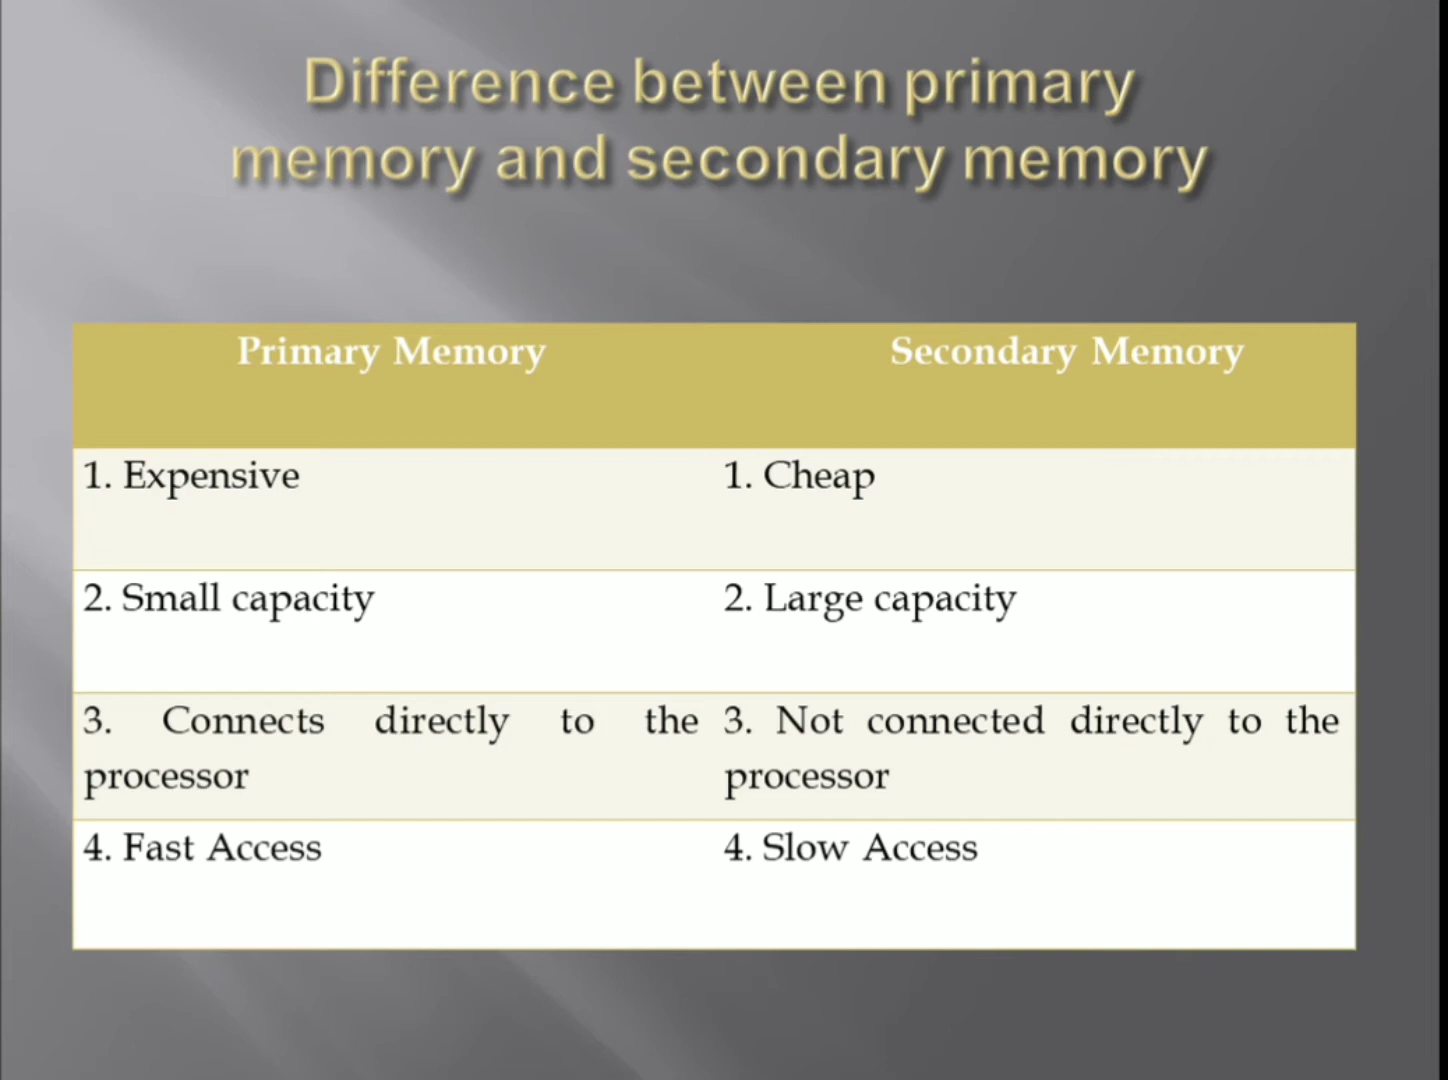 Difference between primary
memory and secondary memory
Primary Memory Secondary Memory
1. Expensive 1. Cheap
2. Small capacity 2. Large capacity
3. Connects directly to the
processor
3. Not connected directly to the
processor
4. Fast Access 4. Slow Access